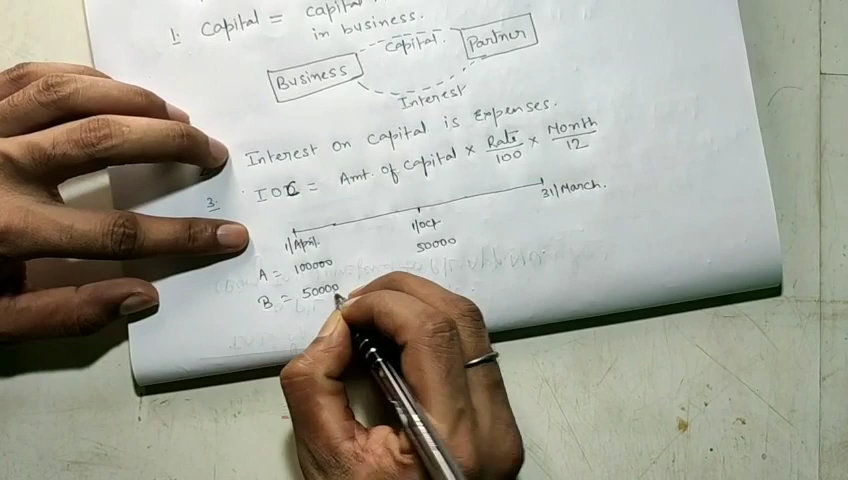 1. Capital = Capital
in business.
Capital Partner
Business
Interest
Interest on capital is Expenses.
IOC = Amt. of Capital × Rate/100 × Month/12
3.
1/April. 1/Oct 31/March.
50000
A = 100000
B = 50000